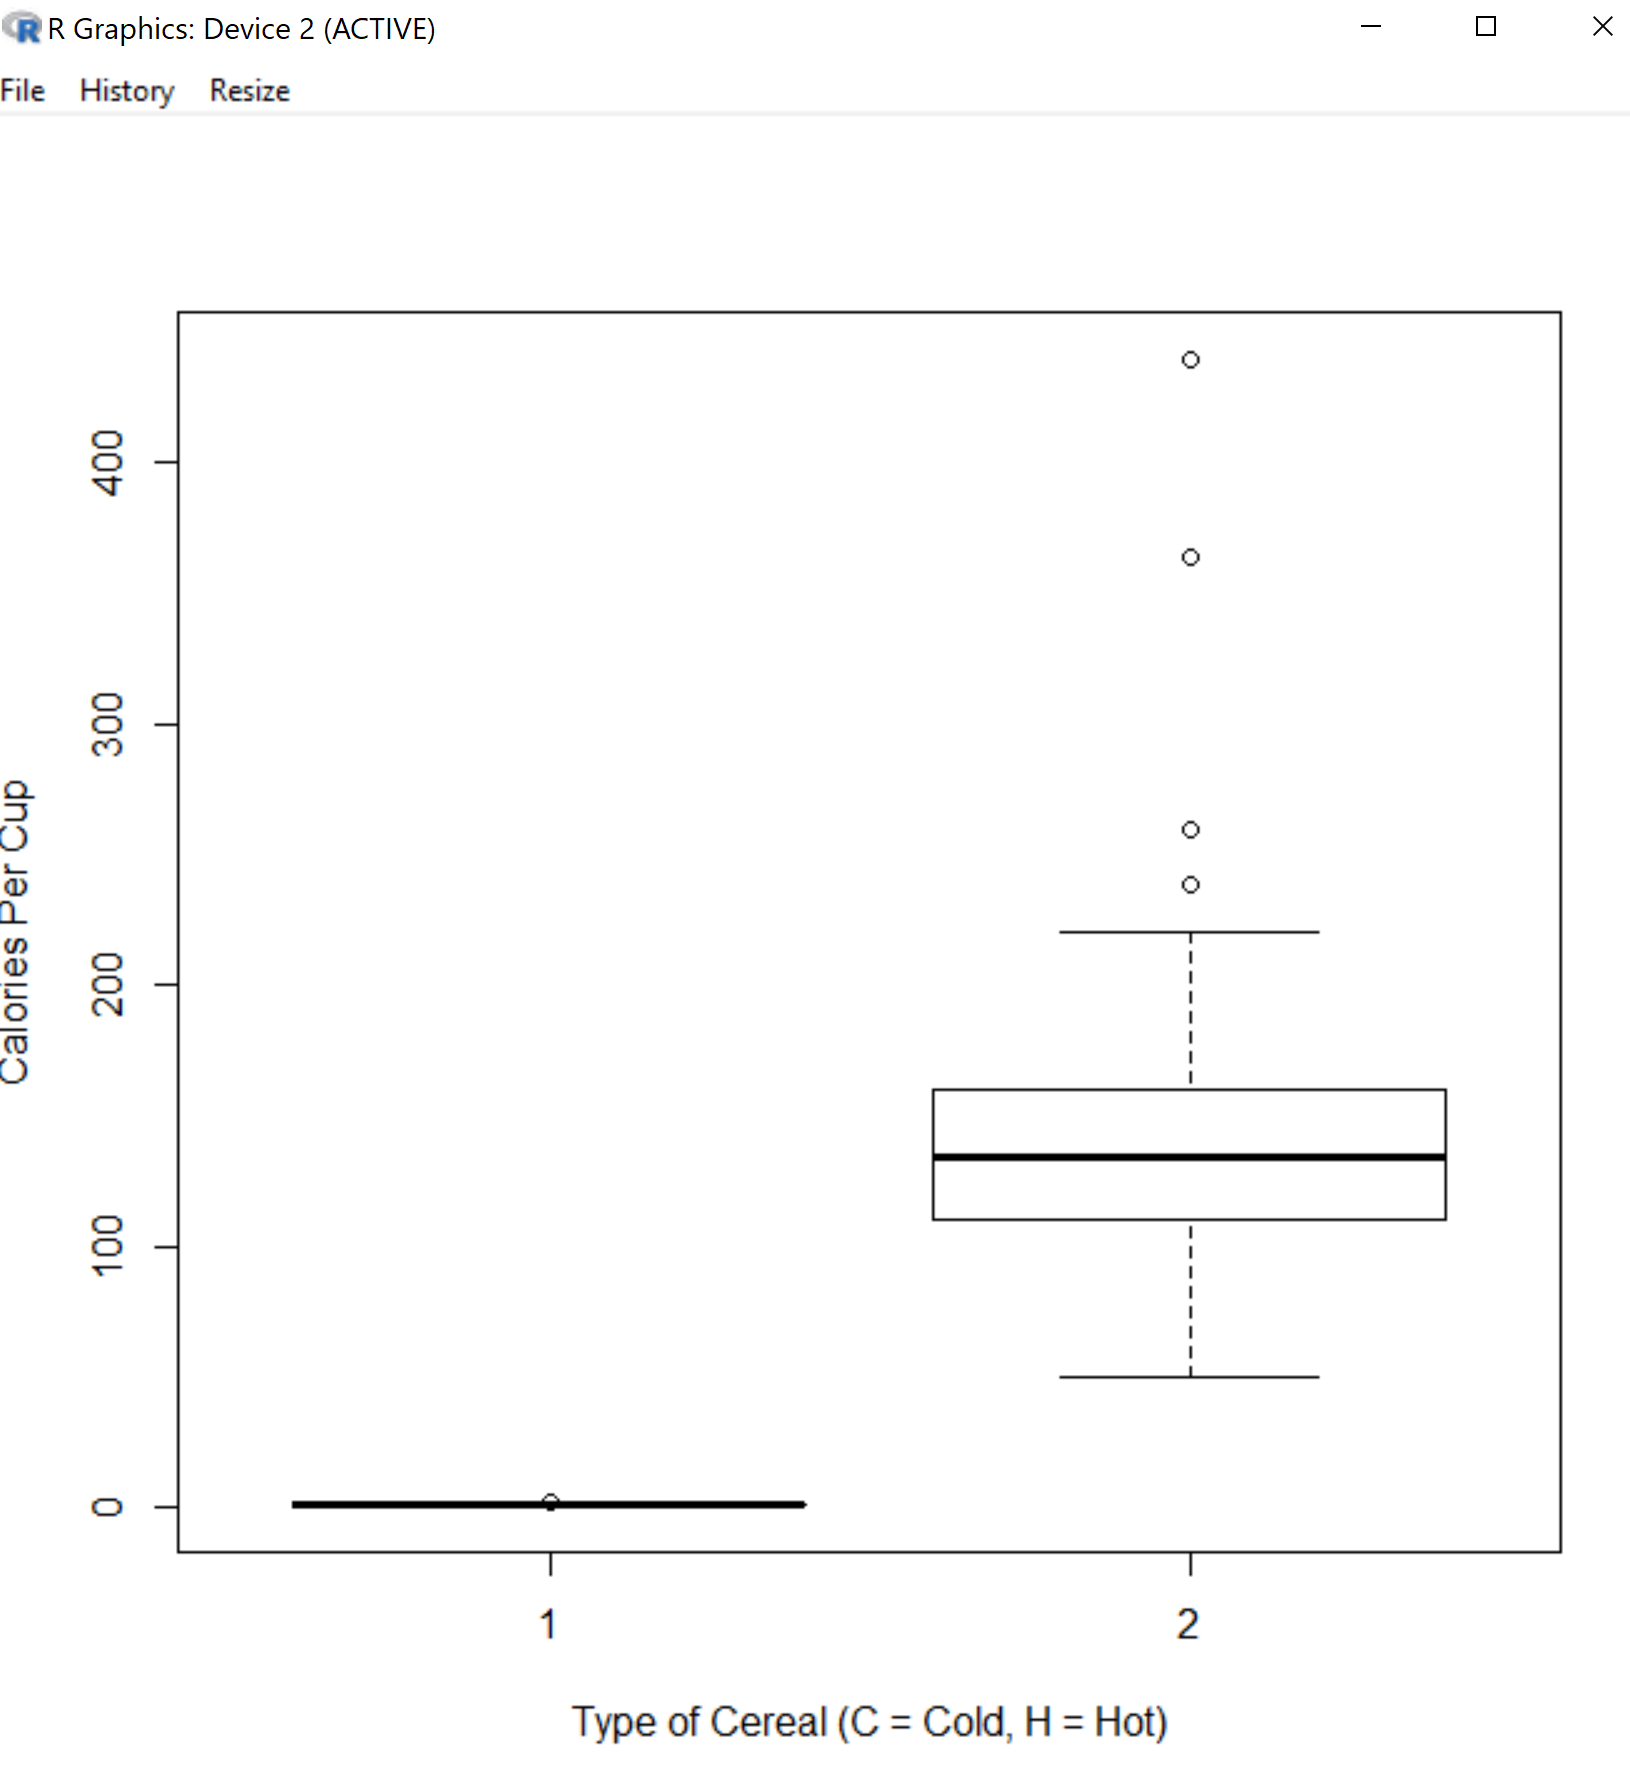 R Graphics: Device 2 (ACTIVE)
File History Resize
400
300
200
100
0
Calories Per Cup
1 2
Type of Cereal (C = Cold, H = Hot)